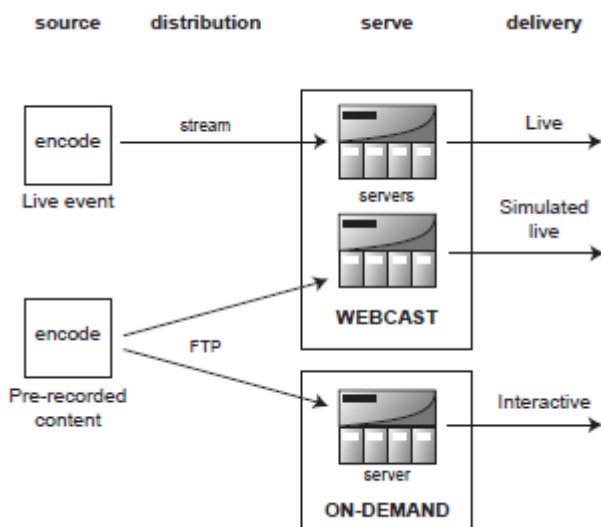 source distribution serve delivery
encode
stream
Live
Live event
servers
Simulated
live
encode
FTP
WEBCAST
Pre-recorded
content
Interactive
server
ON-DEMAND